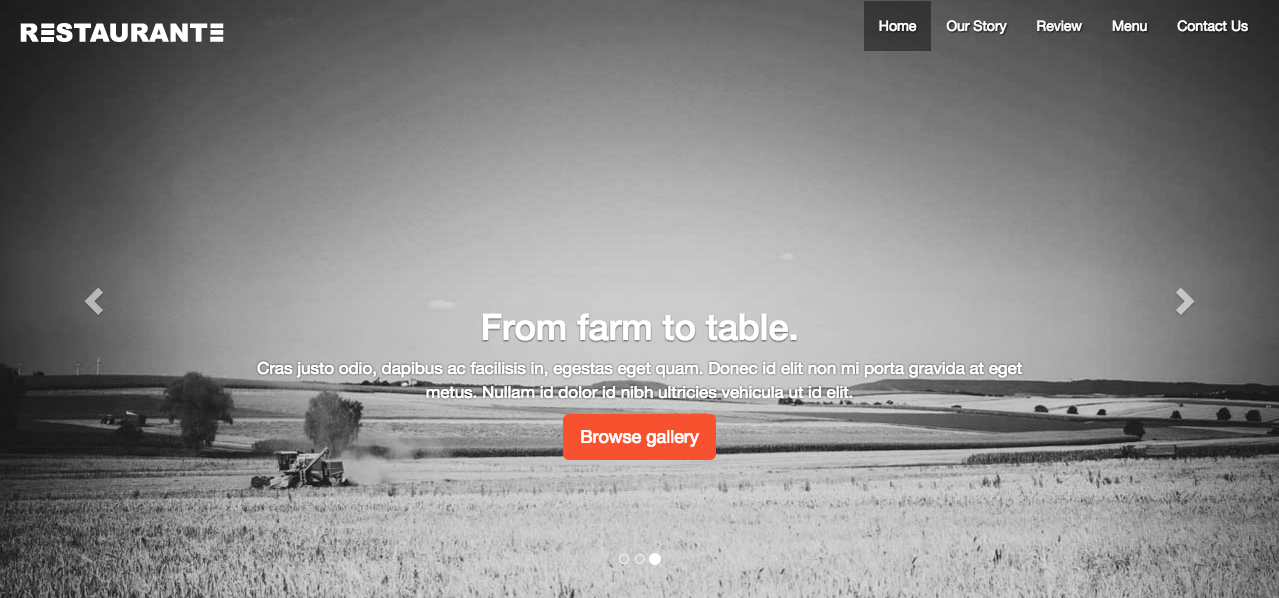 RESTAURANTE
Home
Our Story
Review
Menu
Contact Us
From farm to table.
Cras justo odio, dapibus ac facilisis in, egestas eget quam. Donec id elit non mi porta gravida at eget
metus. Nullam id dolor id nibh ultricies vehicula ut id elit.
Browse gallery